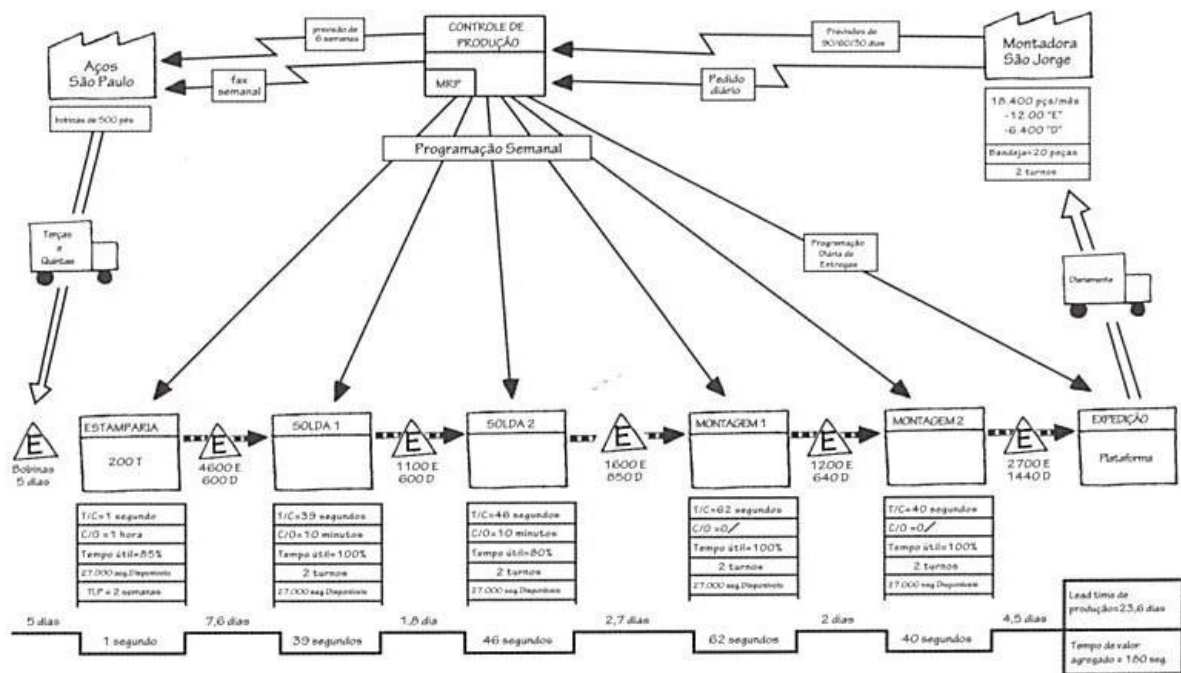 previsão de
6 semanas
CONTROLE DE
PRODUÇÃO
Previsões de
90/60/30 dias
Aços
São Paulo
Montadora
São Jorge
fax
semanal
MRP
Pedido
diário
bobinas de 500 pés
18.400 pçs/mês
-12.00 "E"
-6.400 "D"
Bandeja=20 peças
2 turnos
Programação Semanal
Terças
e
Quintas
Programação
Diária de
Entregas
Diariamente
E
Bobinas
5 dias
ESTAMPARIA
200 T
E
4600 E
600 D
SOLDA 1
E
1100 E
600 D
SOLDA 2
E
1600 E
850 D
MONTAGEM 1
E
1200 E
640 D
MONTAGEM 2
E
2700 E
1440 D
EXPEDIÇÃO
Plataforma
T/C=1 segundo
C/O = 1 hora
Tempo útil=85%
27.000 seg.Disponiveis
TLP = 2 semanas
T/C=39 segundos
C/O=10 minutos
Tempo útil=100%
2 turnos
27.000 seg.Disponíveis
T/C=46 segundos
C/O=10 minutos
Tempo útil=80%
2 turnos
27.000 seg.Disponíveis
T/C=62 segundos
C/O =0/
Tempo útil=100%
2 turnos
27.000 seg.Disponíveis
T/C=40 segundos
C/O =0/
Tempo útil=100%
2 turnos
27.000 seg.Disponíveis
5 dias
1 segundo
7,6 dias
39 segundos
1,8 dia
46 segundos
2,7 dias
62 segundos
2 dias
40 segundos
4,5 dias
Lead time de
produção=23,6 dias
Tempo de valor
agregado = 180 seg.